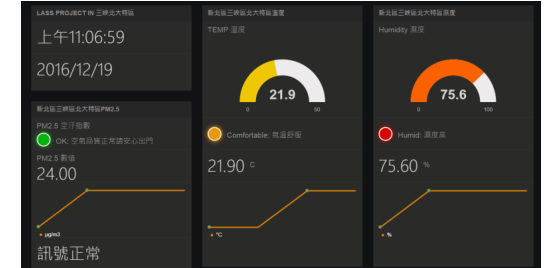 LASS PROJECT IN 三峽北大特區
上午11:06:59
2016/12/19
新北區三峽區北大特區PM2.5
PM2.5 空汙指數
OK: 空氣品質正常請安心出門
PM2.5 數值
24.00
μg/m3
訊號正常
新北區三峽區北大特區溫度
TEMP 溫度
21.9
0
50
Comfortable: 氣溫舒服
21.90 °C
°C
新北區三峽區北大特區濕度
Humidity 濕度
75.6
0
100
Humid: 濕度高
75.60 %
%